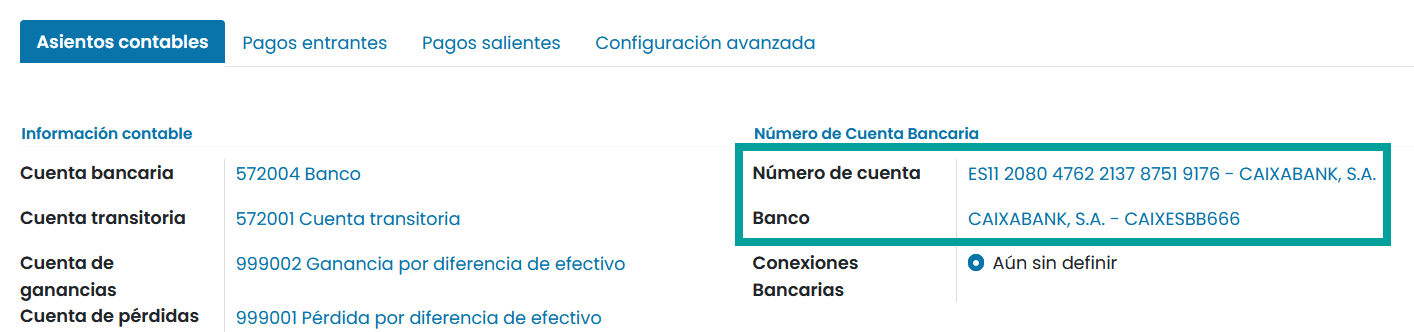 Asientos contables Pagos entrantes Pagos salientes Configuración avanzada
Información contable
Cuenta bancaria 572004 Banco
Cuenta transitoria 572001 Cuenta transitoria
Cuenta de ganancias 999002 Ganancia por diferencia de efectivo
Cuenta de pérdidas 999001 Pérdida por diferencia de efectivo
Número de Cuenta Bancaria
Número de cuenta ES11 2080 4762 2137 8751 9176 - CAIXABANK, S.A.
Banco CAIXABANK, S.A. - CAIXESBB666
Conexiones Bancarias Aún sin definir